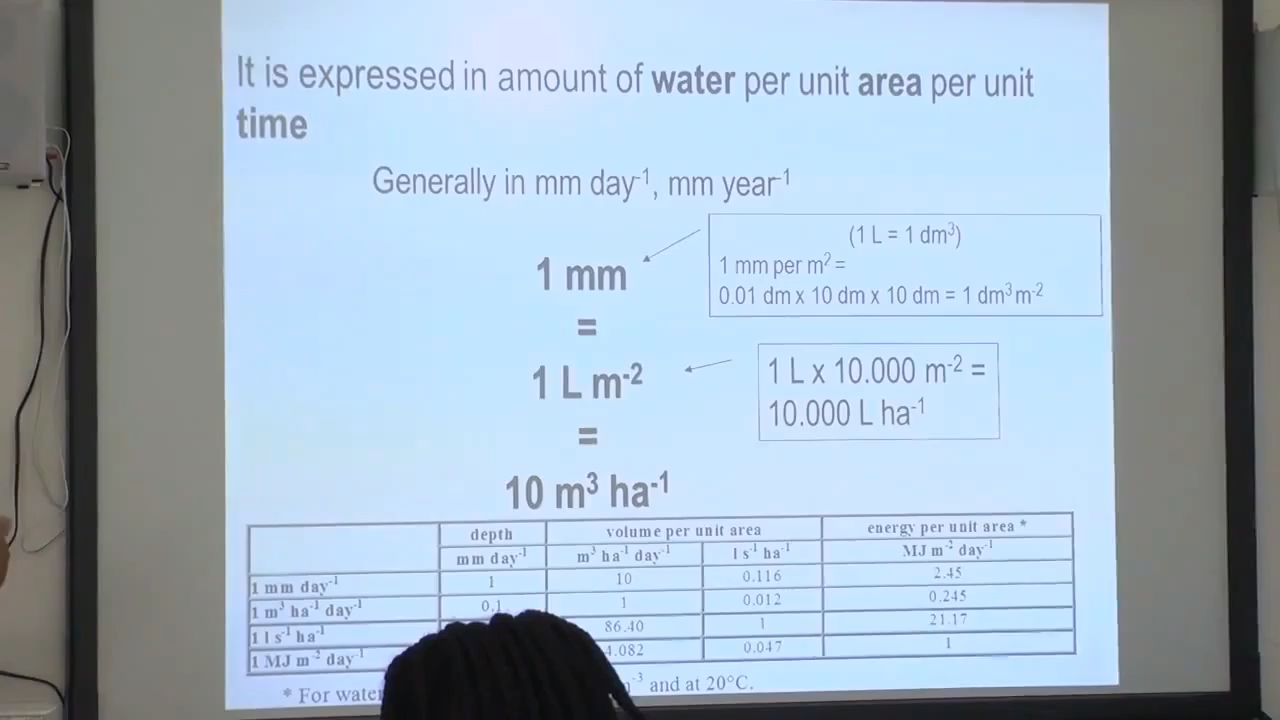 It is expressed in amount of water per unit area per unit
time
Generally in mm day⁻¹, mm year⁻¹
(1 L = 1 dm³)
1 mm per m² =
0.01 dm x 10 dm x 10 dm = 1 dm³ m⁻²
1 mm
=
1 L m⁻²
=
10 m³ ha⁻¹
1 L x 10.000 m⁻² =
10.000 L ha⁻¹
depth volume per unit area energy per unit area *
mm day⁻¹ m³ ha⁻¹ day⁻¹ l s⁻¹ ha⁻¹ MJ m⁻² day⁻¹
1 mm day⁻¹ 1 10 0.116 2.45
1 m³ ha⁻¹ day⁻¹ 0.1 1 0.012 0.245
1 l s⁻¹ ha⁻¹ 86.40 1 21.17
1 MJ m⁻² day⁻¹ 4.082 0.047 1
* For water ⁻³ and at 20°C.